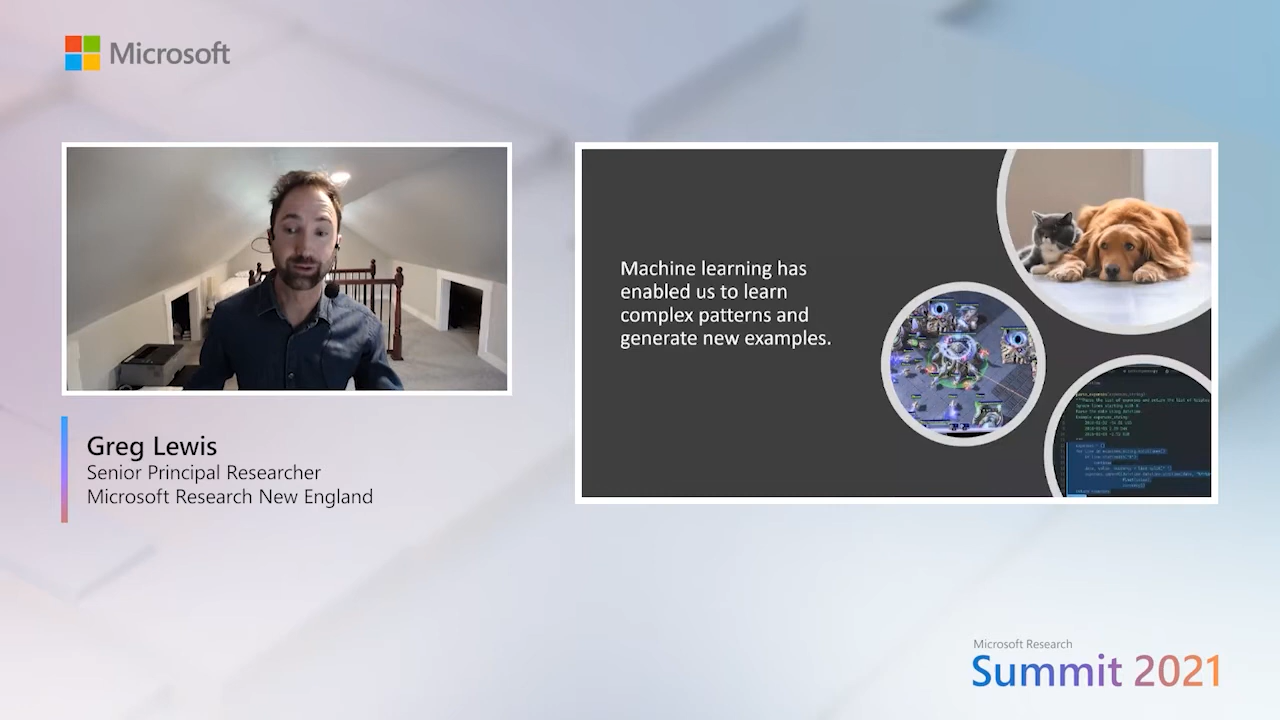 Microsoft
Machine learning has
enabled us to learn
complex patterns and
generate new examples.
Greg Lewis
Senior Principal Researcher
Microsoft Research New England
Microsoft Research
Summit 2021